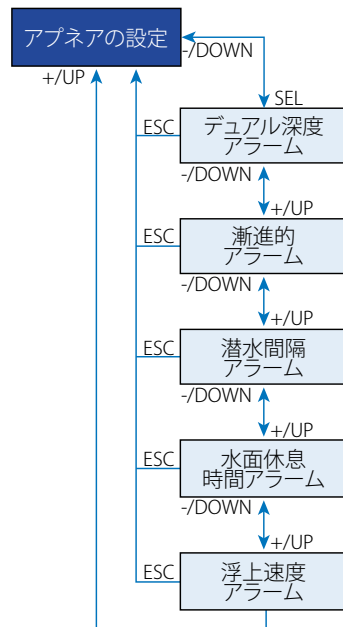 アプネアの設定
-/DOWN
+/UP
SEL
ESC
デュアル深度
アラーム
-/DOWN
+/UP
ESC
漸進的
アラーム
-/DOWN
+/UP
ESC
潜水間隔
アラーム
-/DOWN
+/UP
ESC
水面休息
時間アラーム
-/DOWN
+/UP
ESC
浮上速度
アラーム